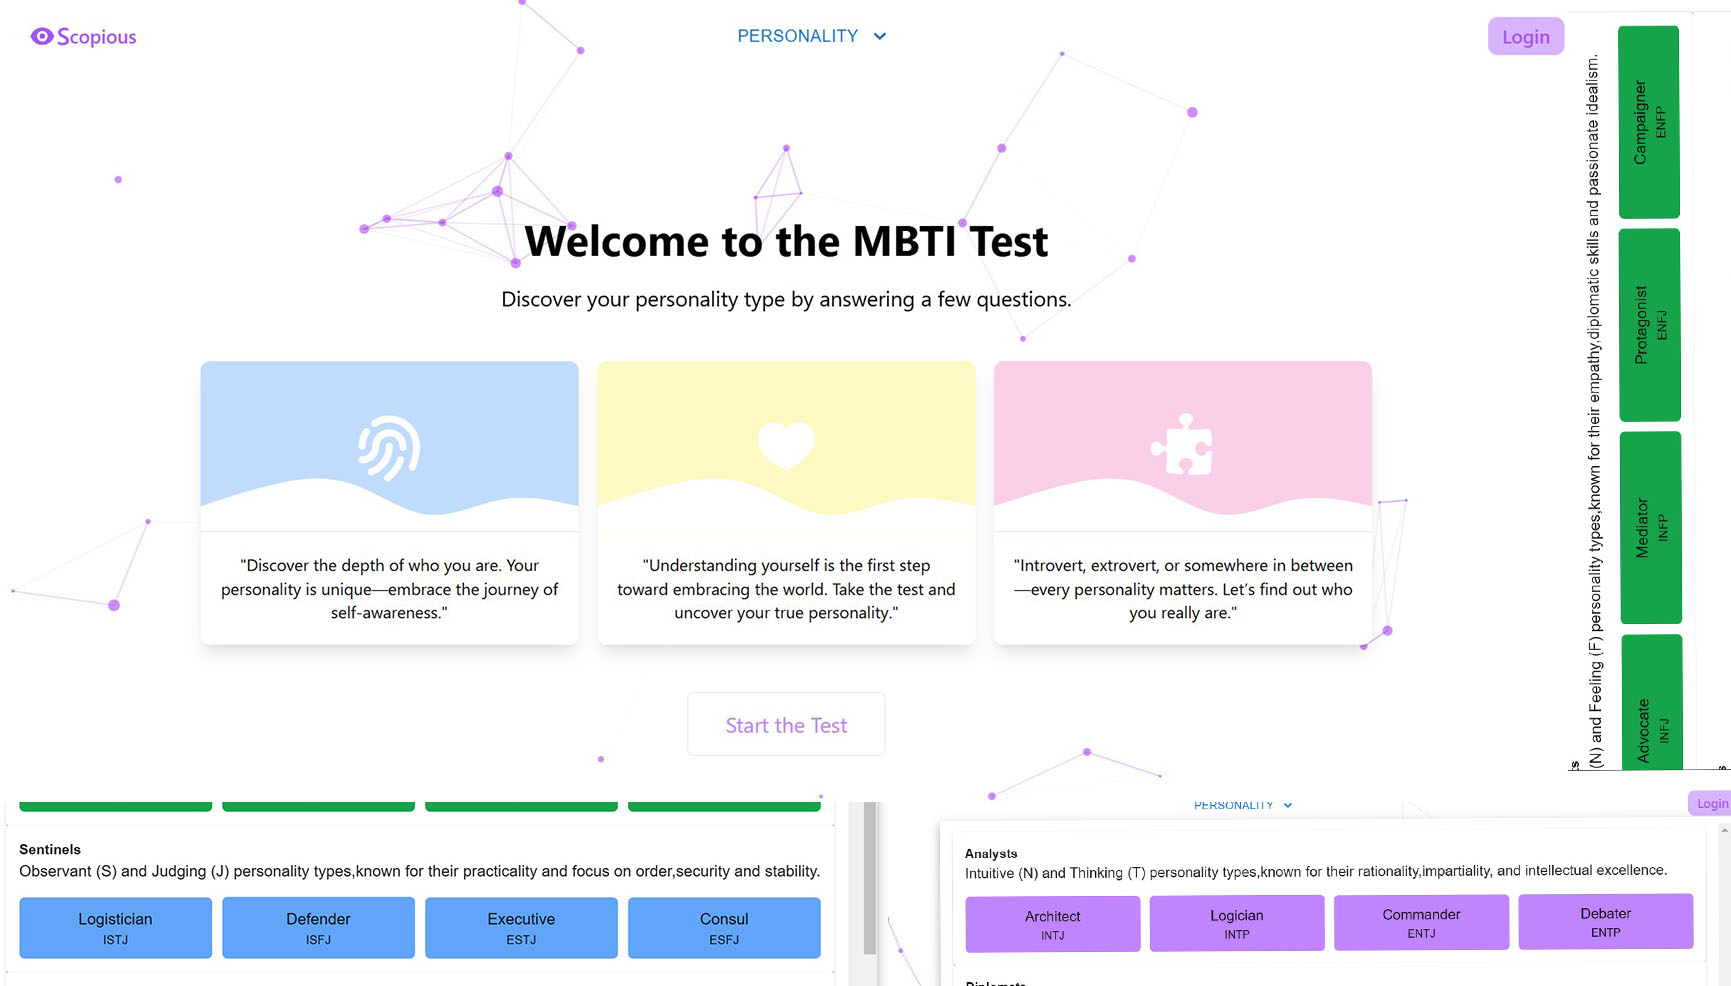 Scopious
PERSONALITY
Login
Welcome to the MBTI Test
Discover your personality type by answering a few questions.
"Discover the depth of who you are. Your
personality is unique—embrace the journey of
self-awareness."
"Understanding yourself is the first step
toward embracing the world. Take the test and
uncover your true personality."
"Introvert, extrovert, or somewhere in between
—every personality matters. Let’s find out who
you really are."
Start the Test
(N) and Feeling (F) personality types,known for their empathy,diplomatic skills and passionate idealism.
Advocate
INFJ
Mediator
INFP
Protagonist
ENFJ
Campaigner
ENFP
Sentinels
Observant (S) and Judging (J) personality types,known for their practicality and focus on order,security and stability.
Logistician
ISTJ
Defender
ISFJ
Executive
ESTJ
Consul
ESFJ
PERSONALITY
Login
Analysts
Intuitive (N) and Thinking (T) personality types,known for their rationality,impartiality, and intellectual excellence.
Architect
INTJ
Logician
INTP
Commander
ENTJ
Debater
ENTP
Diplomats